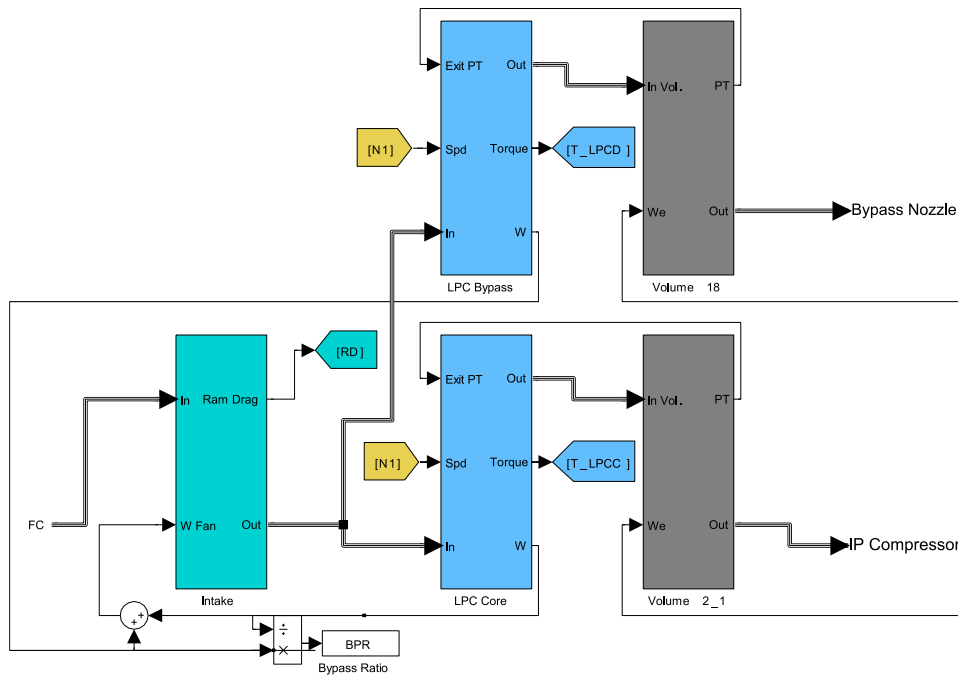 Exit PT
Out
[N1]
Spd
Torque
[T_LPCD ]
In
W
LPC Bypass
In Vol.
PT
We
Out
Volume 18
Bypass Nozzle
[RD]
In
Ram Drag
FC
W Fan
Out
Intake
Exit PT
Out
[N1]
Spd
Torque
[T_LPCC ]
In
W
LPC Core
In Vol.
PT
We
Out
Volume 2_1
IP Compressor
+
+
÷
×
BPR
Bypass Ratio